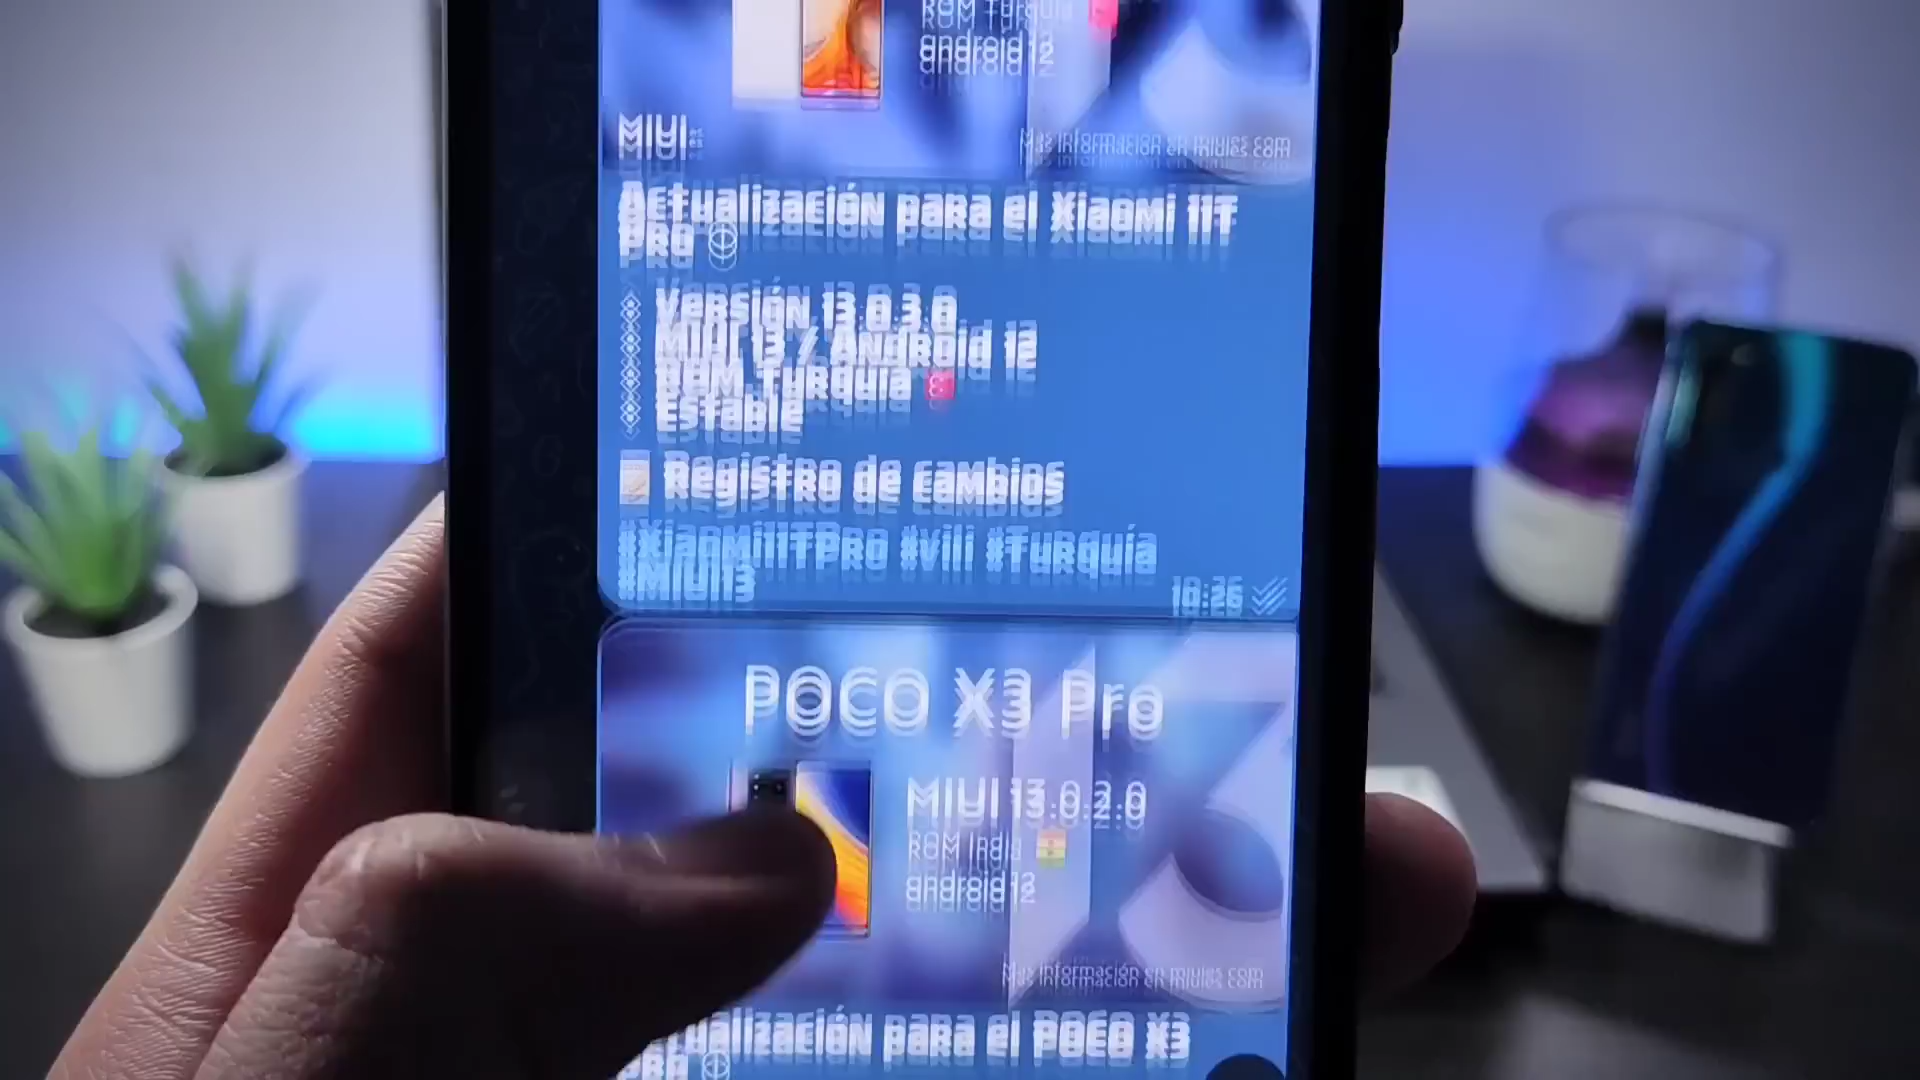 ROM Turquía
android 12
MIUI es
Más información en miuies.com
Actualización para el Xiaomi 11T
Pro
Versión 13.0.3.0
MIUI 13 / Android 12
ROM Turquía
Estable
Registro de cambios
#Xiaomi11TPro #vili #Turquía
#MIUI13
10:26
POCO X3 Pro
MIUI 13.0.2.0
ROM India
android 12
Más información en miuies.com
ualización para el POCO X3
PRO